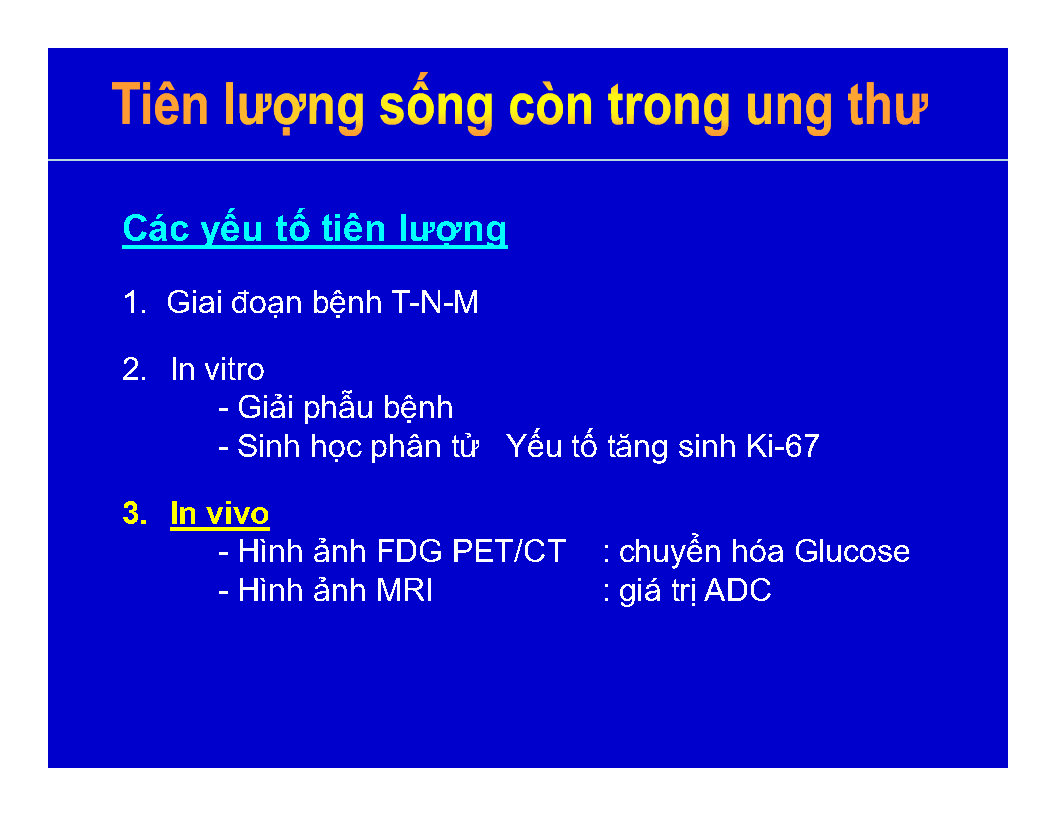 Tiên lượng sống còn trong ung thư
Các yếu tố tiên lượng
1. Giai đoạn bệnh T-N-M
2. In vitro
- Giải phẫu bệnh
- Sinh học phân tử Yếu tố tăng sinh Ki-67
3. In vivo
- Hình ảnh FDG PET/CT : chuyển hóa Glucose
- Hình ảnh MRI : giá trị ADC